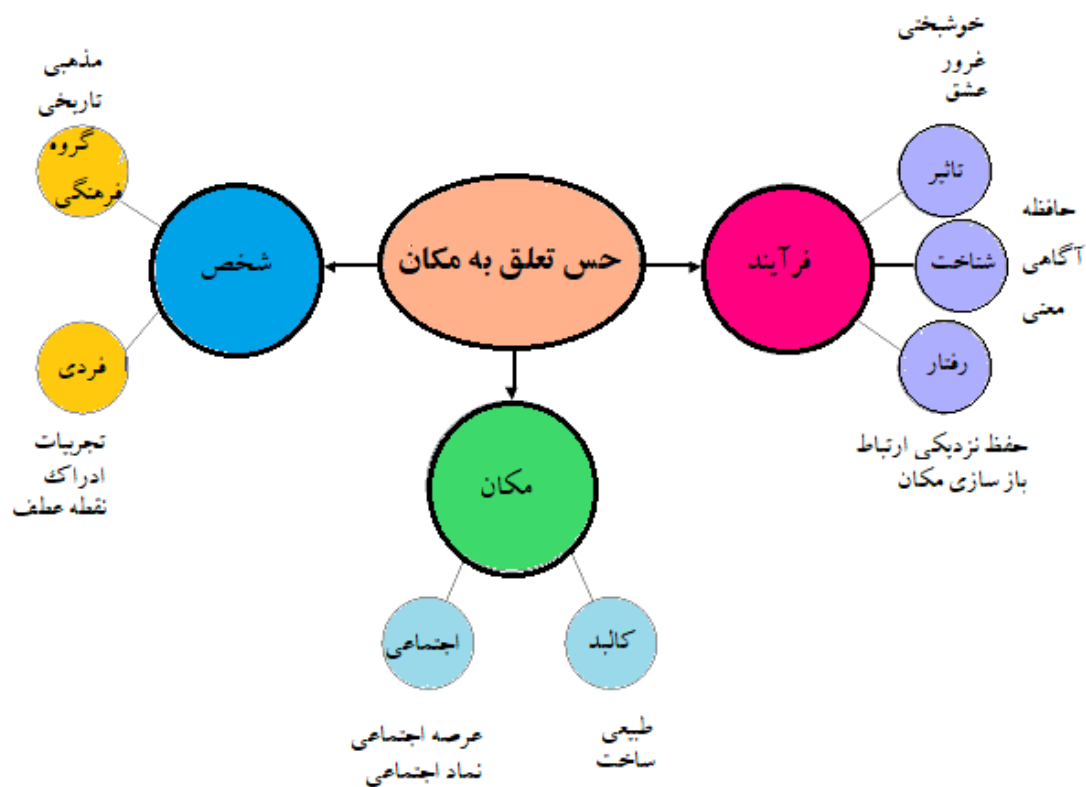 خوشبختی
غرور
عشق
مذهبی
تاریخی
گروه
فرهنگی
تاثیر
حافظه
آگاهی
معنی
شناخت
فرآیند
حس تعلق به مکان
شخص
رفتار
فردی
حفظ نزدیکی ارتباط
باز سازی مکان
تجربیات
ادراک
نقطه عطف
مکان
کالبد
اجتماعی
طبیعی
ساخت
عرصه اجتماعی
نماد اجتماعی